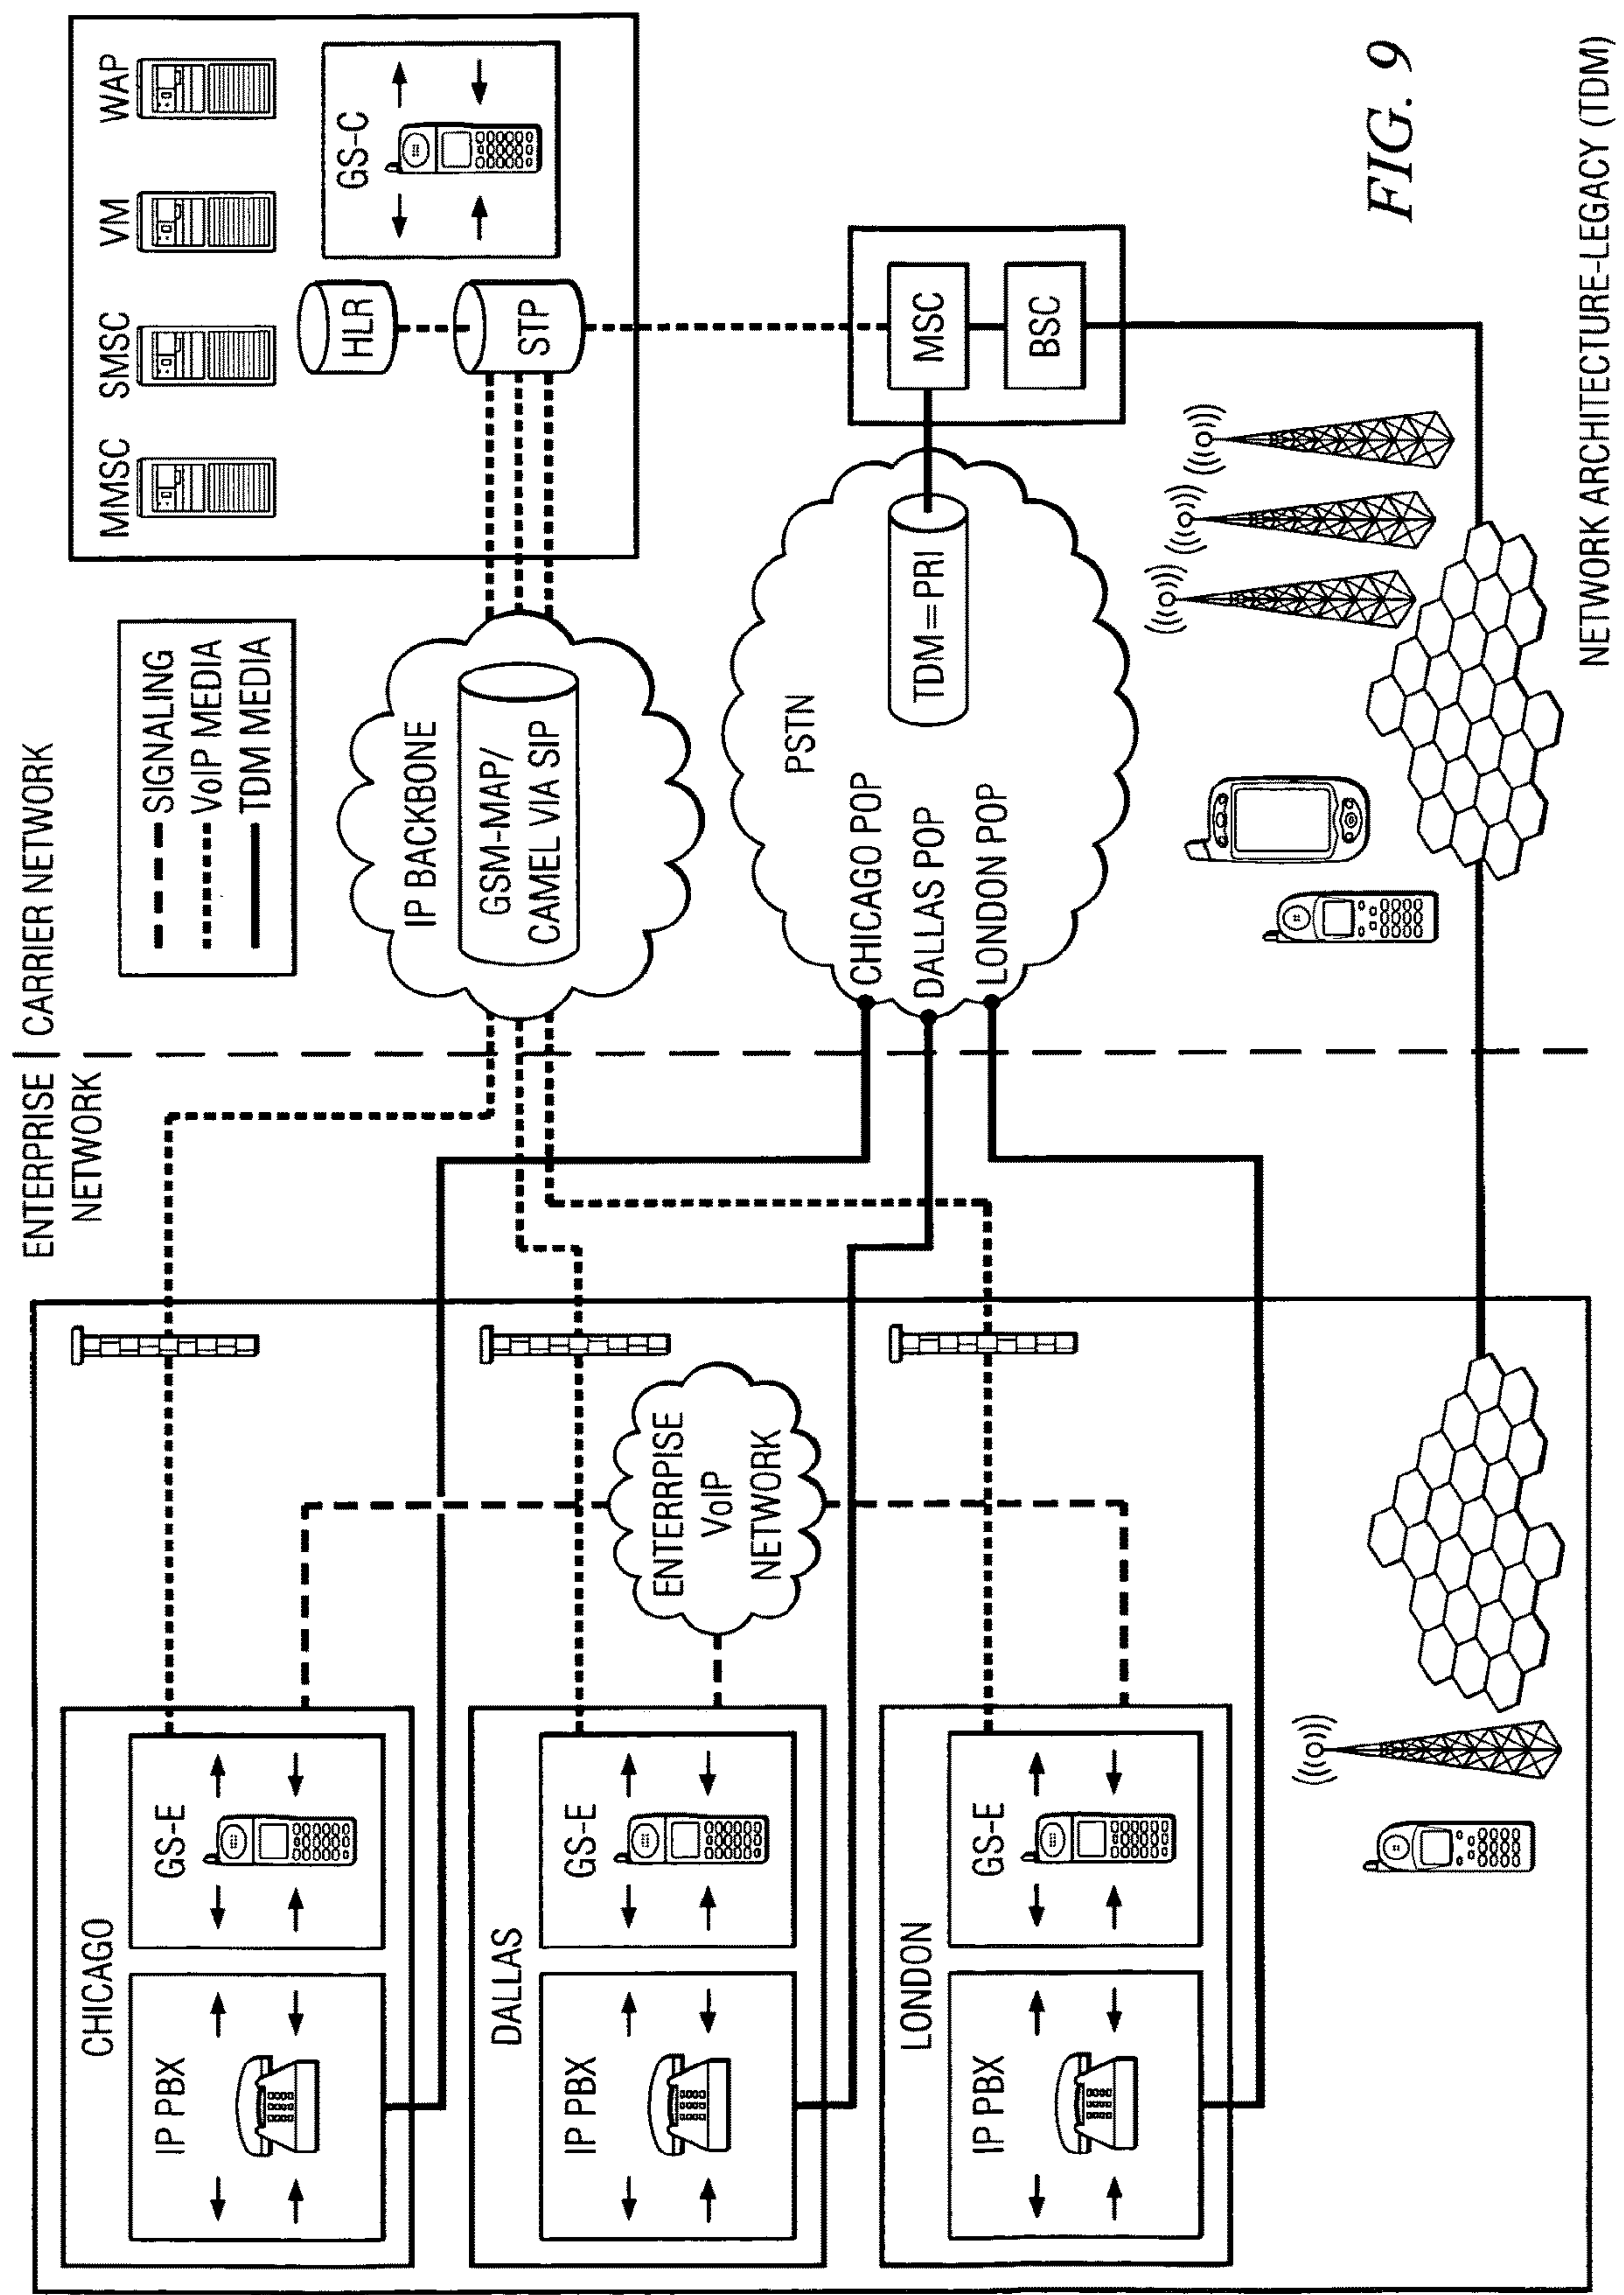 ENTERPRISE
NETWORK
CARRIER NETWORK
SIGNALING
VoIP MEDIA
TDM MEDIA
CHICAGO
IP PBX
GS-E
DALLAS
IP PBX
GS-E
LONDON
IP PBX
GS-E
ENTERRPISE
VoIP
NETWORK
IP BACKBONE
GSM-MAP/
CAMEL VIA SIP
PSTN
CHICAGO POP
DALLAS POP
LONDON POP
TDM=PRI
MMSC
SMSC
VM
WAP
HLR
STP
GS-C
MSC
BSC
FIG. 9
NETWORK ARCHITECTURE-LEGACY (TDM)